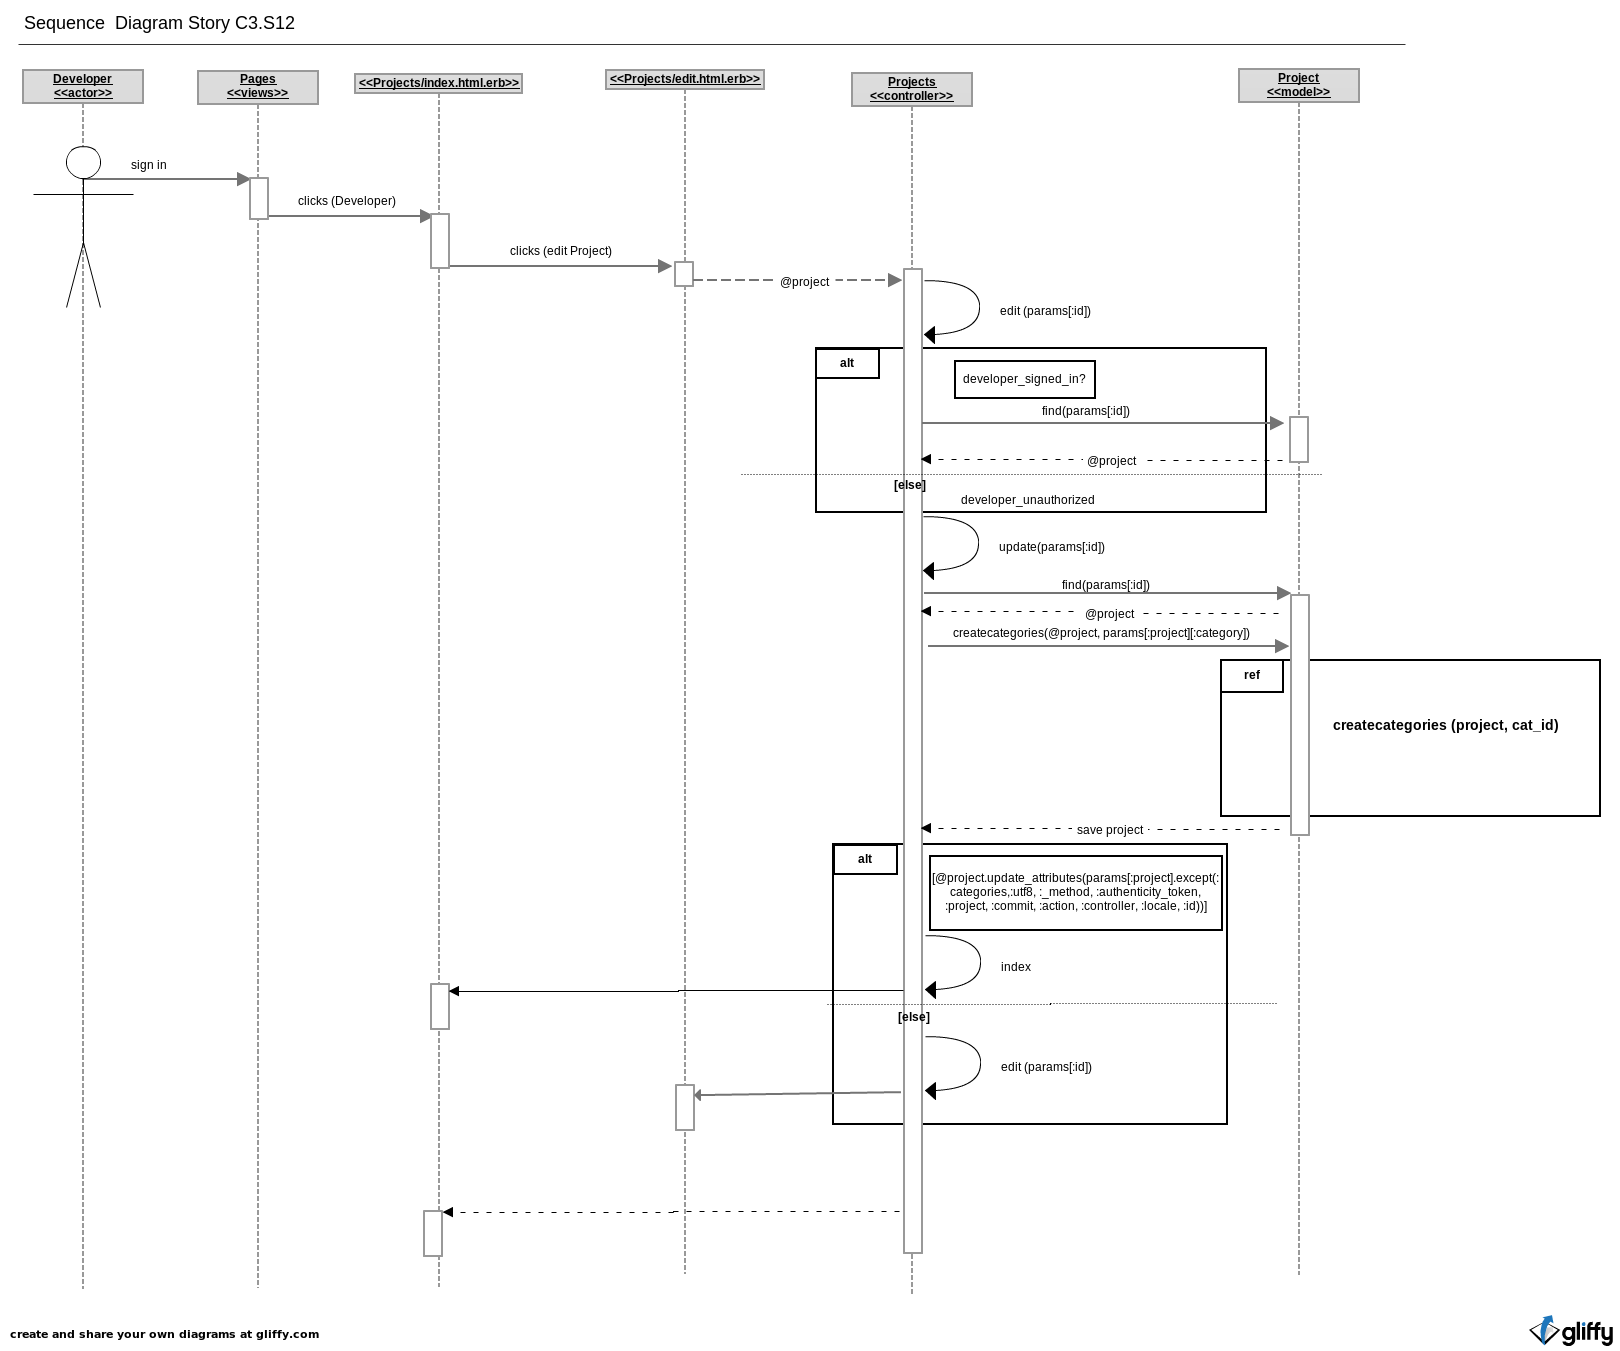 Sequence  Diagram Story C3.S12
Developer
<<actor>>
Pages
<<views>>
<<Projects/index.html.erb>>
<<Projects/edit.html.erb>>
Projects
<<controller>>
Project
<<model>>
sign in
clicks (Developer)
clicks (edit Project)
@project
edit (params[:id])
alt
developer_signed_in?
find(params[:id])
@project
[else]
developer_unauthorized
update(params[:id])
find(params[:id])
@project
createcategories(@project, params[:project][:category])
ref
createcategories (project, cat_id)
save project
alt
[@project.update_attributes(params[:project].except(:
categories,:utf8, :_method, :authenticity_token,
:project, :commit, :action, :controller, :locale, :id))]
index
[else]
edit (params[:id])
create and share your own diagrams at gliffy.com
gliffy